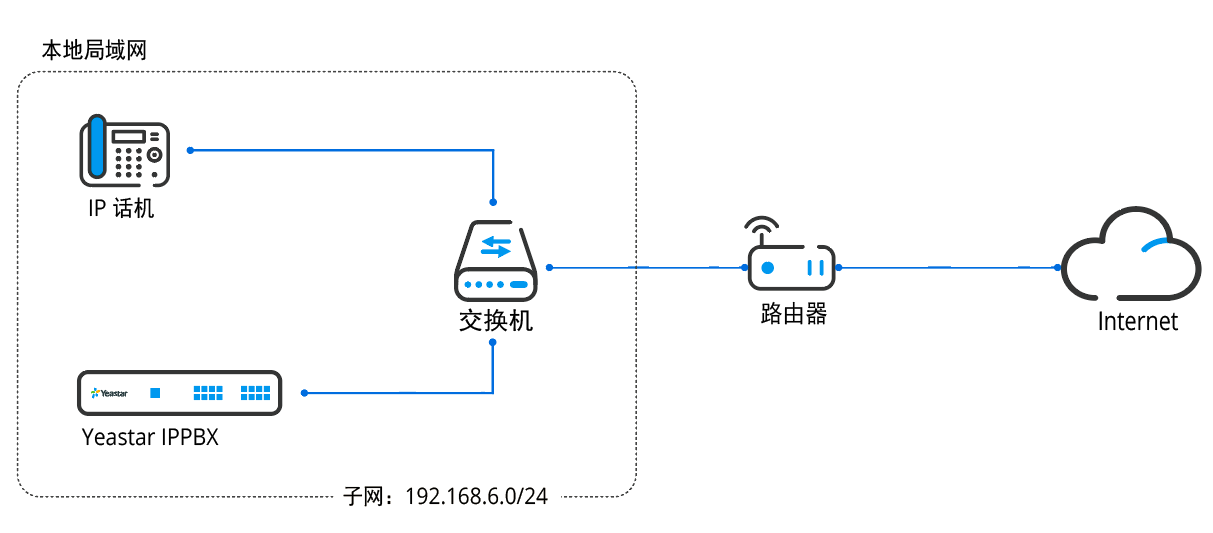 本地局域网
IP 话机
交换机
路由器
Internet
Yeastar
Yeastar IPPBX
子网：192.168.6.0/24